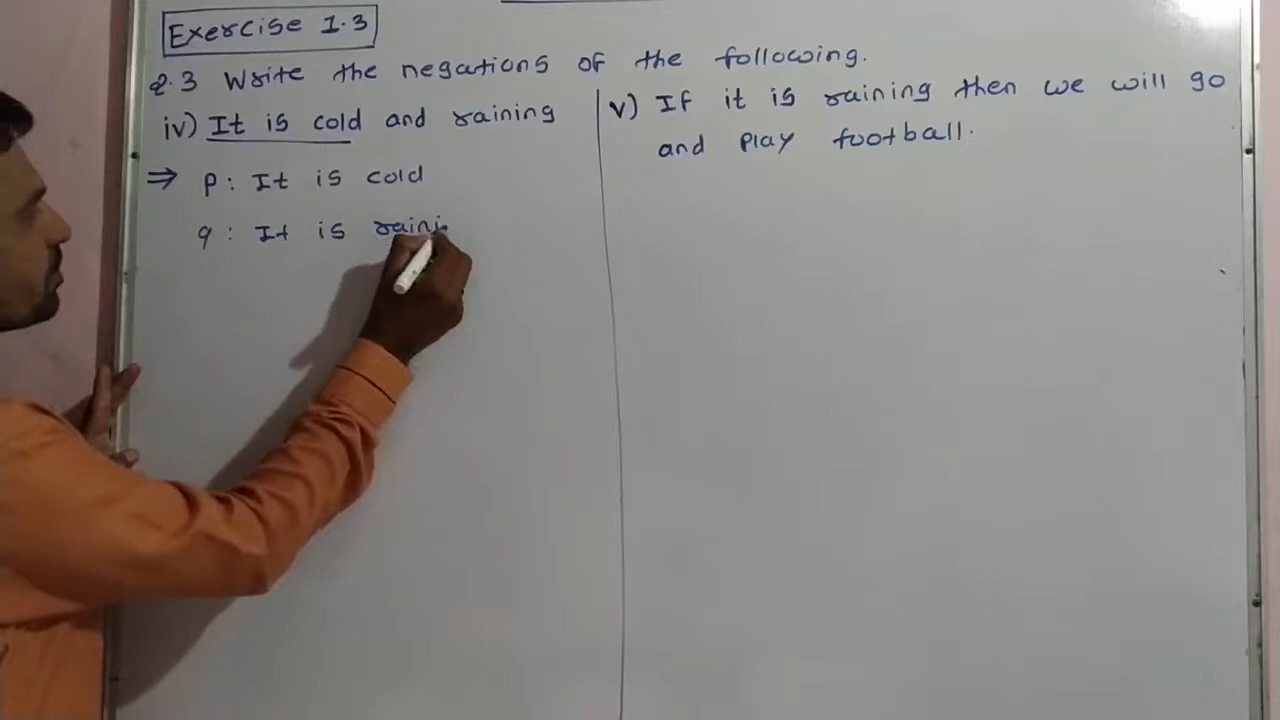 Exercise 1.3
Q.3 Write the negations of the following.
iv) It is cold and raining
⇒ p : It is cold
q : It is raini
v) If it is raining then we will go
and play football.